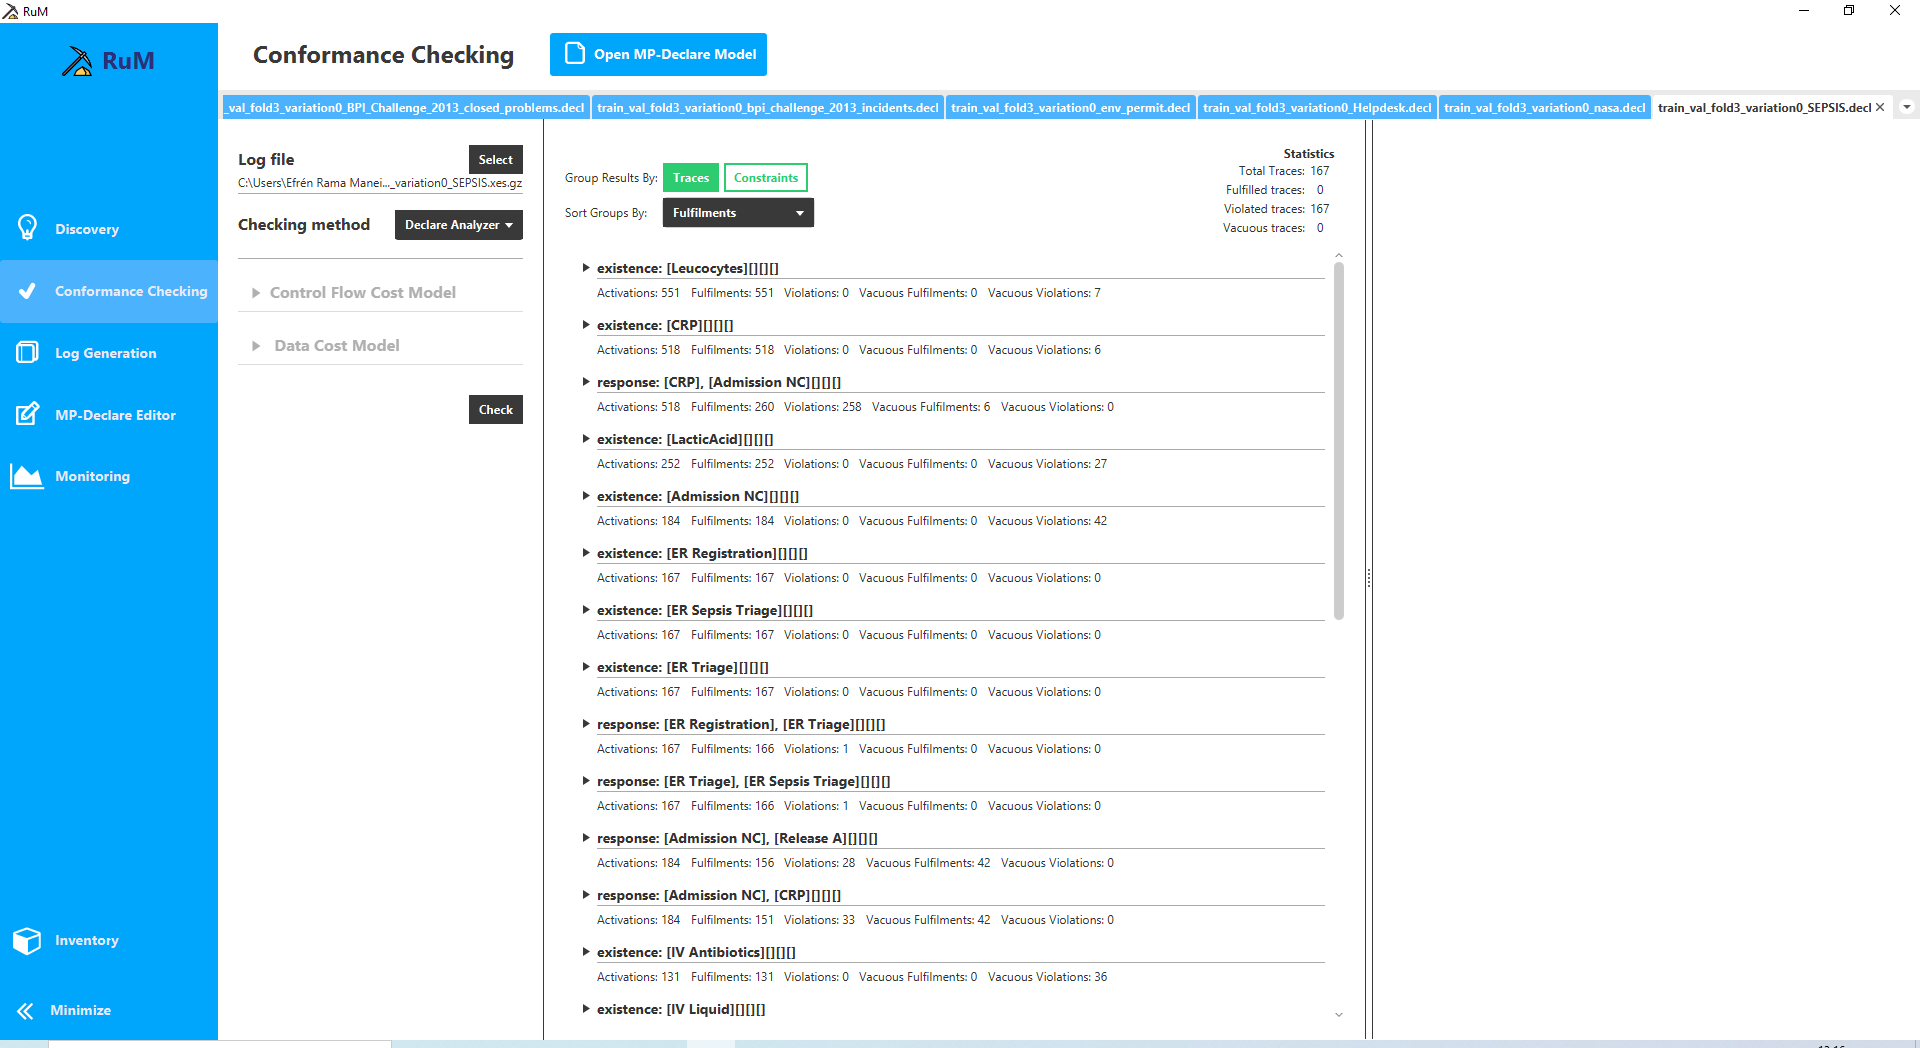 RuM
RuM
Conformance Checking
Open MP-Declare Model
_val_fold3_variation0_BPI_Challenge_2013_closed_problems.decl
train_val_fold3_variation0_bpi_challenge_2013_incidents.decl
train_val_fold3_variation0_env_permit.decl
train_val_fold3_variation0_Helpdesk.decl
train_val_fold3_variation0_nasa.decl
train_val_fold3_variation0_SEPSIS.decl
Discovery
Conformance Checking
Log Generation
MP-Declare Editor
Monitoring
Inventory
Minimize
Log file
Select
C:\Users\Efrén Rama Manei..._variation0_SEPSIS.xes.gz
Checking method
Declare Analyzer
Control Flow Cost Model
Data Cost Model
Check
Group Results By: Traces Constraints
Sort Groups By: Fulfilments
Statistics
Total Traces: 167
Fulfilled traces: 0
Violated traces: 167
Vacuous traces: 0
existence: [Leucocytes][][][]
Activations: 551 Fulfilments: 551 Violations: 0 Vacuous Fulfilments: 0 Vacuous Violations: 7
existence: [CRP][][][]
Activations: 518 Fulfilments: 518 Violations: 0 Vacuous Fulfilments: 0 Vacuous Violations: 6
response: [CRP], [Admission NC][][][]
Activations: 518 Fulfilments: 260 Violations: 258 Vacuous Fulfilments: 6 Vacuous Violations: 0
existence: [LacticAcid][][][]
Activations: 252 Fulfilments: 252 Violations: 0 Vacuous Fulfilments: 0 Vacuous Violations: 27
existence: [Admission NC][][][]
Activations: 184 Fulfilments: 184 Violations: 0 Vacuous Fulfilments: 0 Vacuous Violations: 42
existence: [ER Registration][][][]
Activations: 167 Fulfilments: 167 Violations: 0 Vacuous Fulfilments: 0 Vacuous Violations: 0
existence: [ER Sepsis Triage][][][]
Activations: 167 Fulfilments: 167 Violations: 0 Vacuous Fulfilments: 0 Vacuous Violations: 0
existence: [ER Triage][][][]
Activations: 167 Fulfilments: 167 Violations: 0 Vacuous Fulfilments: 0 Vacuous Violations: 0
response: [ER Registration], [ER Triage][][][]
Activations: 167 Fulfilments: 166 Violations: 1 Vacuous Fulfilments: 0 Vacuous Violations: 0
response: [ER Triage], [ER Sepsis Triage][][][]
Activations: 167 Fulfilments: 166 Violations: 1 Vacuous Fulfilments: 0 Vacuous Violations: 0
response: [Admission NC], [Release A][][][]
Activations: 184 Fulfilments: 156 Violations: 28 Vacuous Fulfilments: 42 Vacuous Violations: 0
response: [Admission NC], [CRP][][][]
Activations: 184 Fulfilments: 151 Violations: 33 Vacuous Fulfilments: 42 Vacuous Violations: 0
existence: [IV Antibiotics][][][]
Activations: 131 Fulfilments: 131 Violations: 0 Vacuous Fulfilments: 0 Vacuous Violations: 36
existence: [IV Liquid][][][]